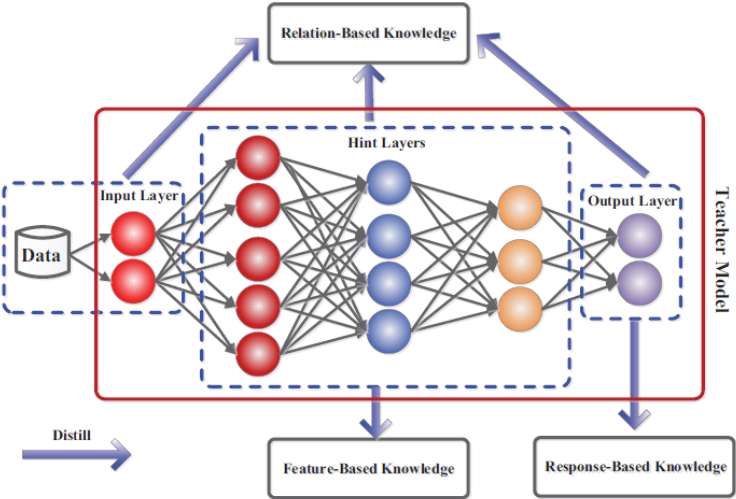 Relation-Based Knowledge
Hint Layers
Input Layer
Output Layer
Data
Teacher Model
Distill
Feature-Based Knowledge
Response-Based Knowledge